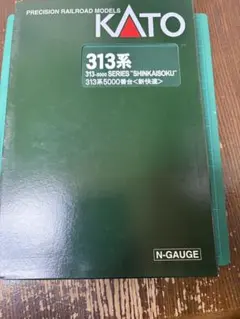 PRECISION RAILROAD MODELS
KATO
313系
313-5000 SERIES "SHINKAISOKU"
313系5000番台<新快速>
N-GAUGE